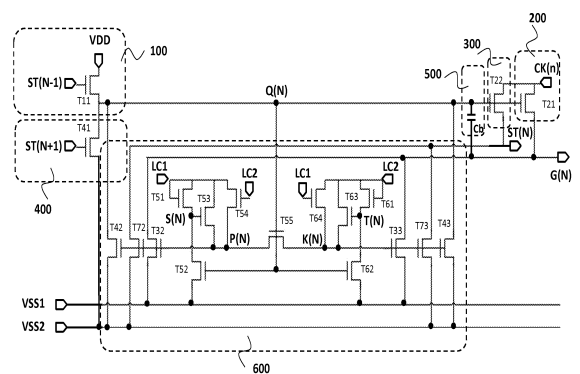 200
100
300
VDD
500
CK(n)
ST(N-1)
T22
T11
Q(N)
T21
T41
Cb
ST(N+1)
ST(N)
G(N)
400
LC1
LC2
LC1
LC2
T51
T53
T54
T64
T63
T61
S(N)
T55
T(N)
T42
T72
T32
P(N)
K(N)
T33
T73
T43
T52
T62
VSS1
VSS2
600